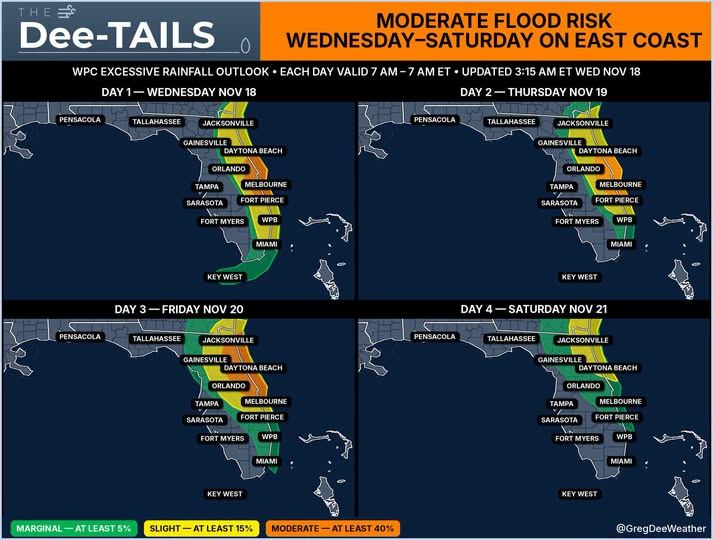 THE
Dee-TAILS
MODERATE FLOOD RISK
WEDNESDAY–SATURDAY ON EAST COAST
WPC EXCESSIVE RAINFALL OUTLOOK • EACH DAY VALID 7 AM – 7 AM ET • UPDATED 3:15 AM ET WED NOV 18
DAY 1 — WEDNESDAY NOV 18
PENSACOLA
TALLAHASSEE
JACKSONVILLE
GAINESVILLE
DAYTONA BEACH
ORLANDO
TAMPA
MELBOURNE
SARASOTA
FORT PIERCE
FORT MYERS
WPB
MIAMI
KEY WEST
DAY 2 — THURSDAY NOV 19
PENSACOLA
TALLAHASSEE
JACKSONVILLE
GAINESVILLE
DAYTONA BEACH
ORLANDO
TAMPA
MELBOURNE
SARASOTA
FORT PIERCE
FORT MYERS
WPB
MIAMI
KEY WEST
DAY 3 — FRIDAY NOV 20
PENSACOLA
TALLAHASSEE
JACKSONVILLE
GAINESVILLE
DAYTONA BEACH
ORLANDO
TAMPA
MELBOURNE
SARASOTA
FORT PIERCE
FORT MYERS
WPB
MIAMI
KEY WEST
DAY 4 — SATURDAY NOV 21
PENSACOLA
TALLAHASSEE
JACKSONVILLE
GAINESVILLE
DAYTONA BEACH
ORLANDO
TAMPA
MELBOURNE
SARASOTA
FORT PIERCE
FORT MYERS
WPB
MIAMI
KEY WEST
MARGINAL — AT LEAST 5%
SLIGHT — AT LEAST 15%
MODERATE — AT LEAST 40%
@GregDeeWeather